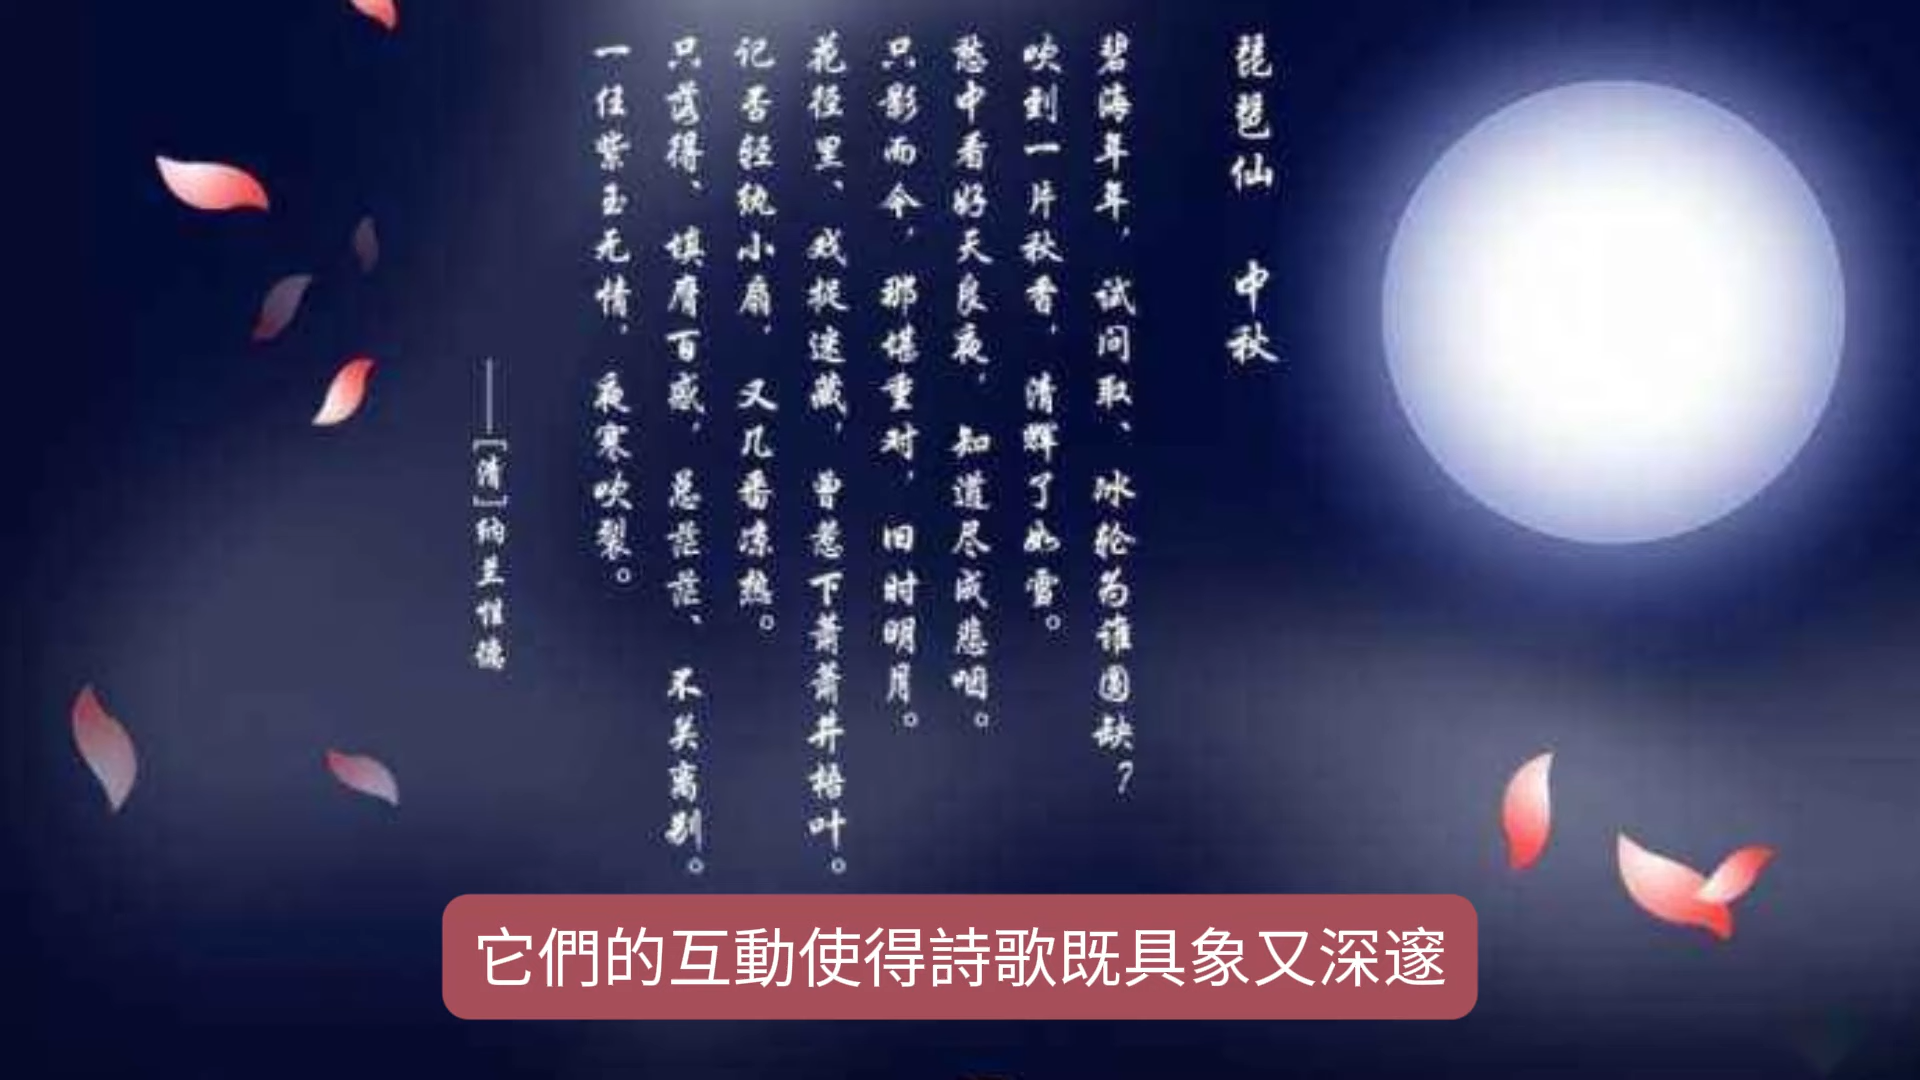 琵琶仙 中秋
碧海年年，试问取、冰轮为谁圆缺？
吹到一片秋香，清辉了如雪。
愁中看好天良夜，知道尽成悲咽。
只影而今，那堪重对，旧时明月。
花径里、戏捉迷藏，曾惹下萧萧井梧叶。
记否轻纨小扇，又几番凉热。
只落得、填膺百感，总茫茫、不关离别。
一任紫玉无情，夜寒吹裂。
——[清]纳兰性德
它們的互動使得詩歌既具象又深邃